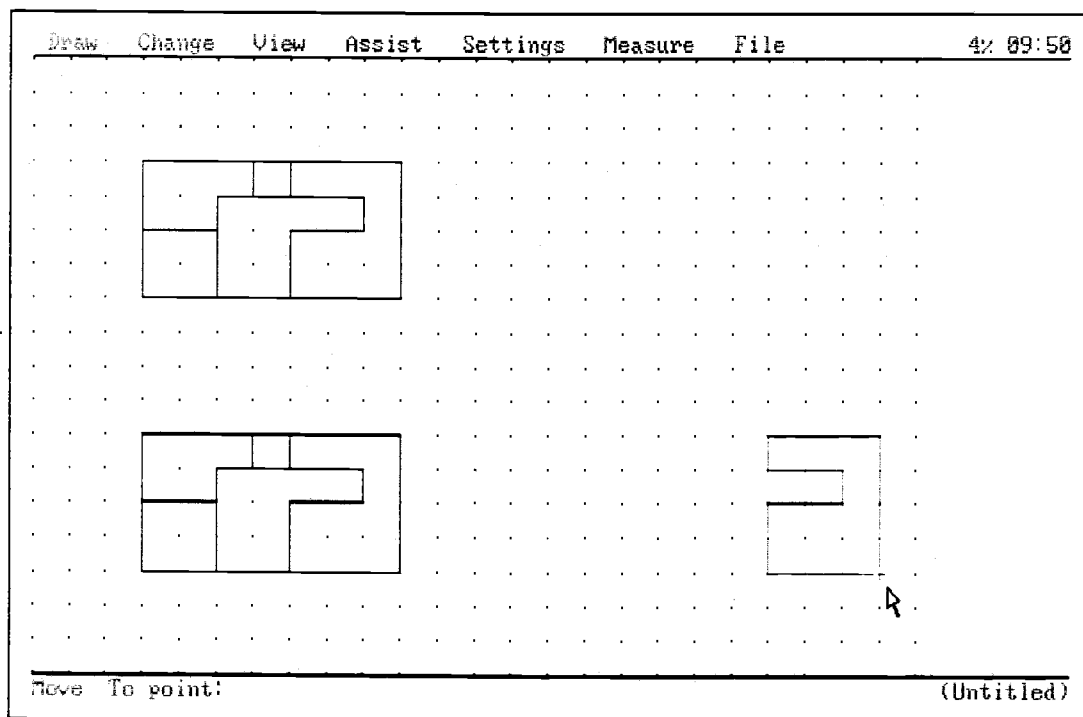 Draw Change View Assist Settings Measure File 4% 09:50
Move To point: (Untitled)